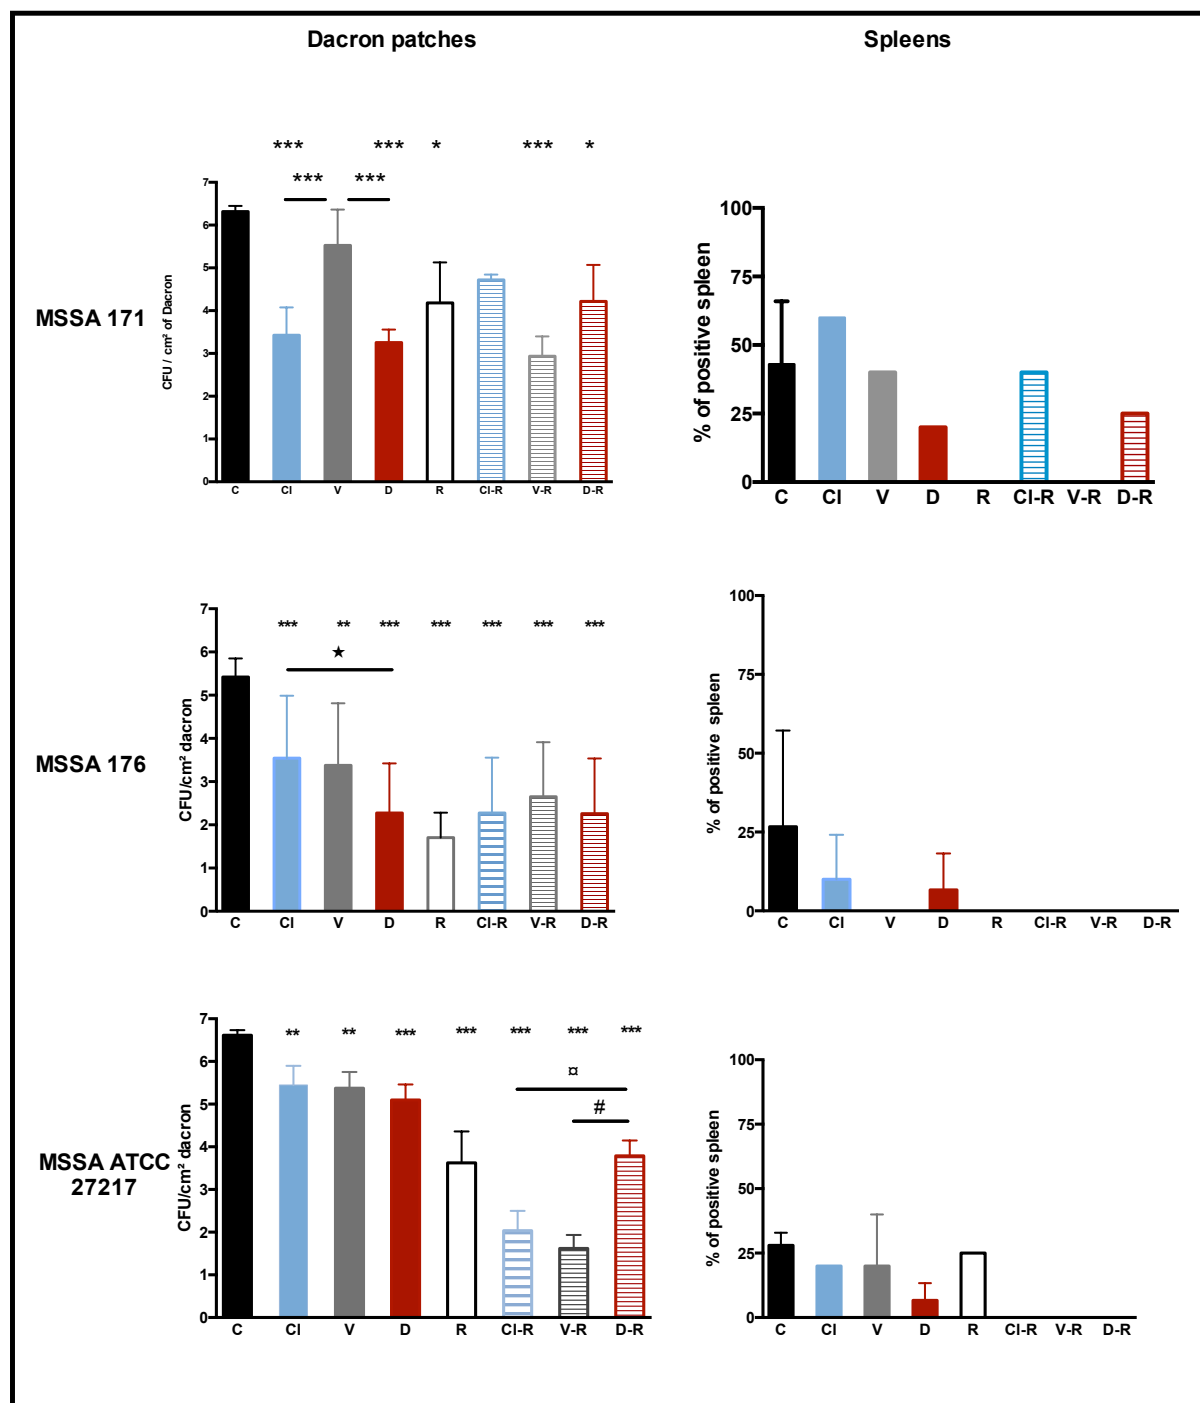 Dacron patches
Spleens
MSSA 171
*** *** * *** *
*** ***
CFU / cm² of Dacron
7
6
5
4
3
2
1
0
C Cl V D R Cl-R V-R D-R
% of positive spleen
100
75
50
25
0
C Cl V D R Cl-R V-R D-R
MSSA 176
*** ** *** *** *** *** ***
★
CFU/cm² dacron
7
6
5
4
3
2
1
0
C Cl V D R Cl-R V-R D-R
% of positive spleen
100
75
50
25
0
C Cl V D R Cl-R V-R D-R
MSSA ATCC
27217
** ** *** *** *** *** ***
¤
#
CFU/cm² dacron
7
6
5
4
3
2
1
0
C Cl V D R Cl-R V-R D-R
% of positive spleen
100
75
50
25
0
C Cl V D R Cl-R V-R D-R